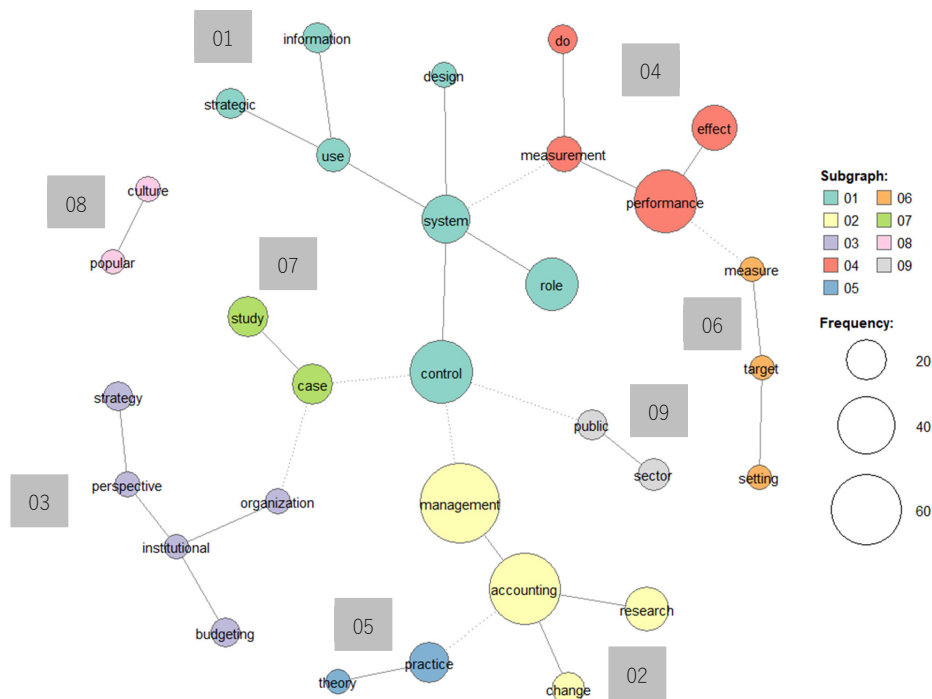 01
information
do
04
design
strategic
effect
use
measurement
Subgraph:
01
06
02
07
03
08
04
09
05
culture
08
performance
popular
system
07
measure
role
study
06
Frequency:
20
40
60
control
target
case
strategy
09
public
sector
setting
perspective
03
organization
management
institutional
accounting
research
budgeting
05
practice
theory
02
change